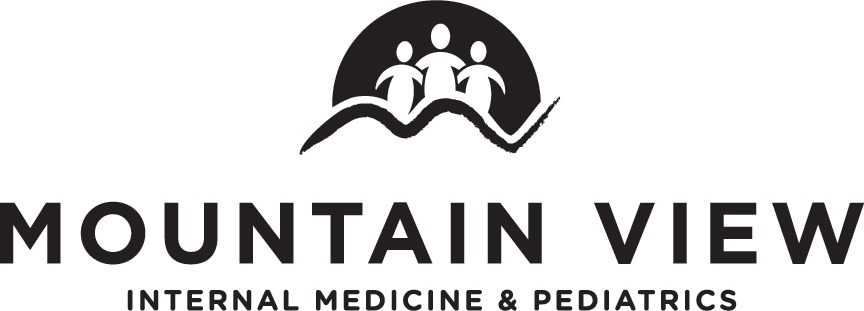 MOUNTAIN VIEW
INTERNAL MEDICINE & PEDIATRICS